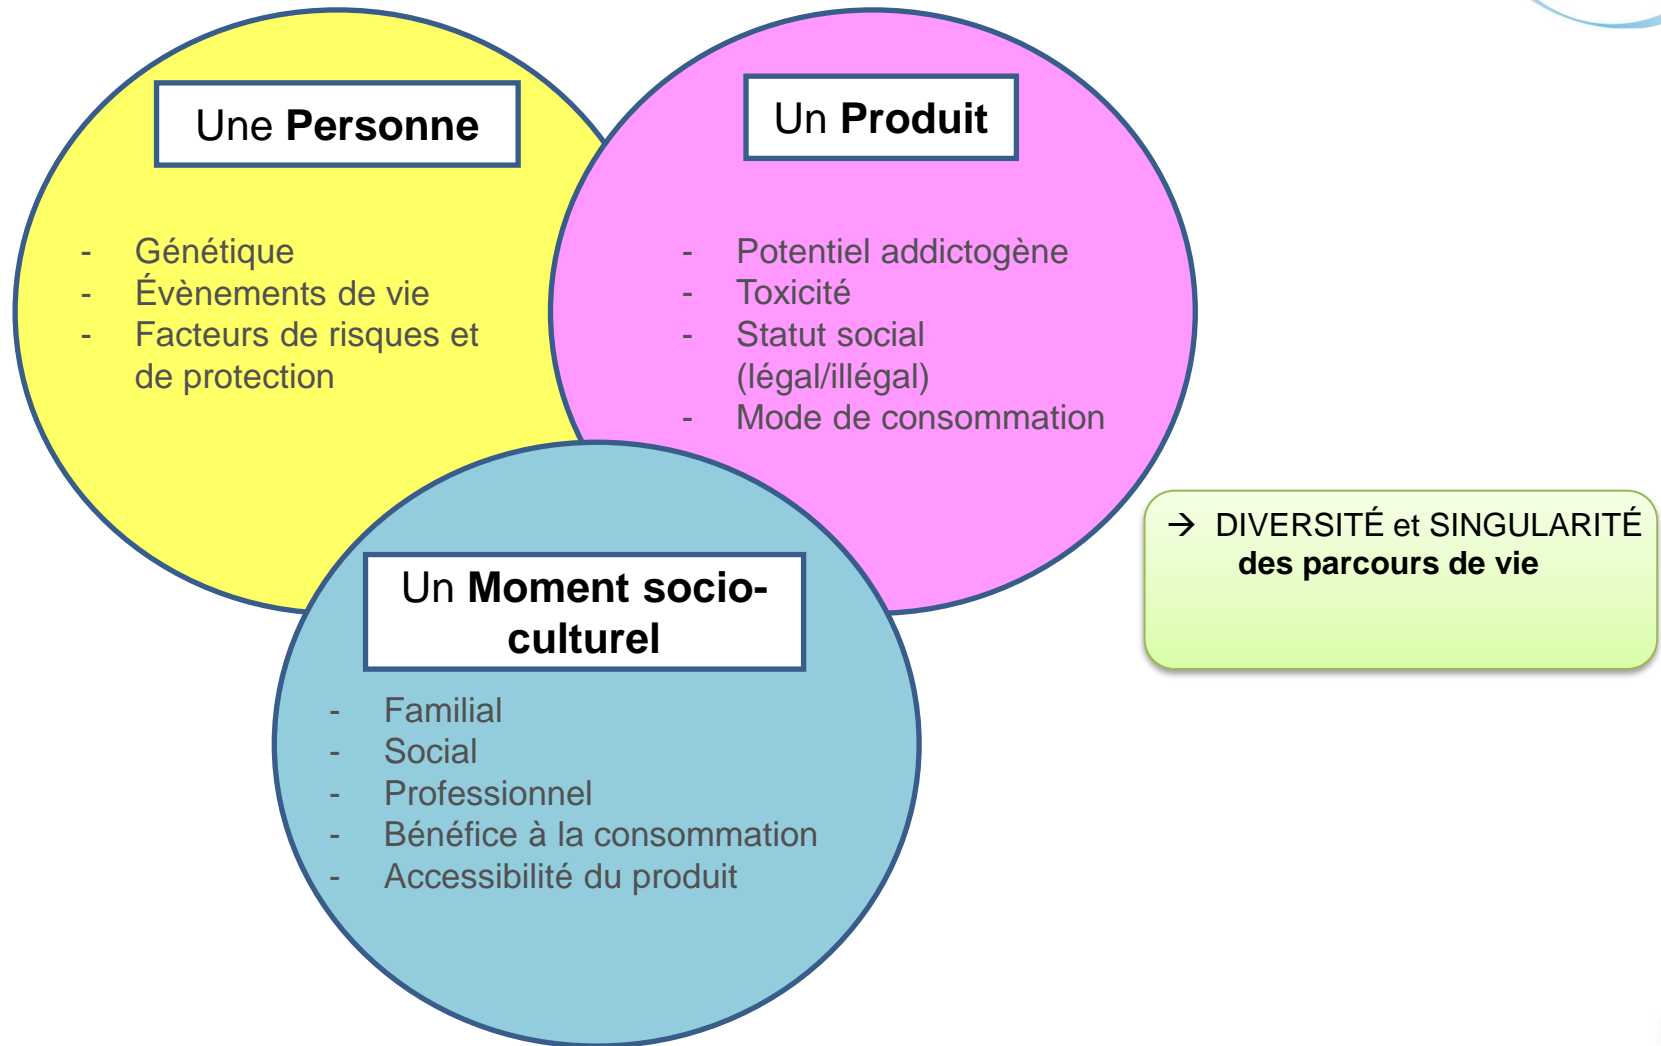 Une Personne
- Génétique
- Évènements de vie
- Facteurs de risques et
de protection
Un Produit
- Potentiel addictogène
- Toxicité
- Statut social
(légal/illégal)
- Mode de consommation
Un Moment socio-
culturel
- Familial
- Social
- Professionnel
- Bénéfice à la consommation
- Accessibilité du produit
→ DIVERSITÉ et SINGULARITÉ
des parcours de vie